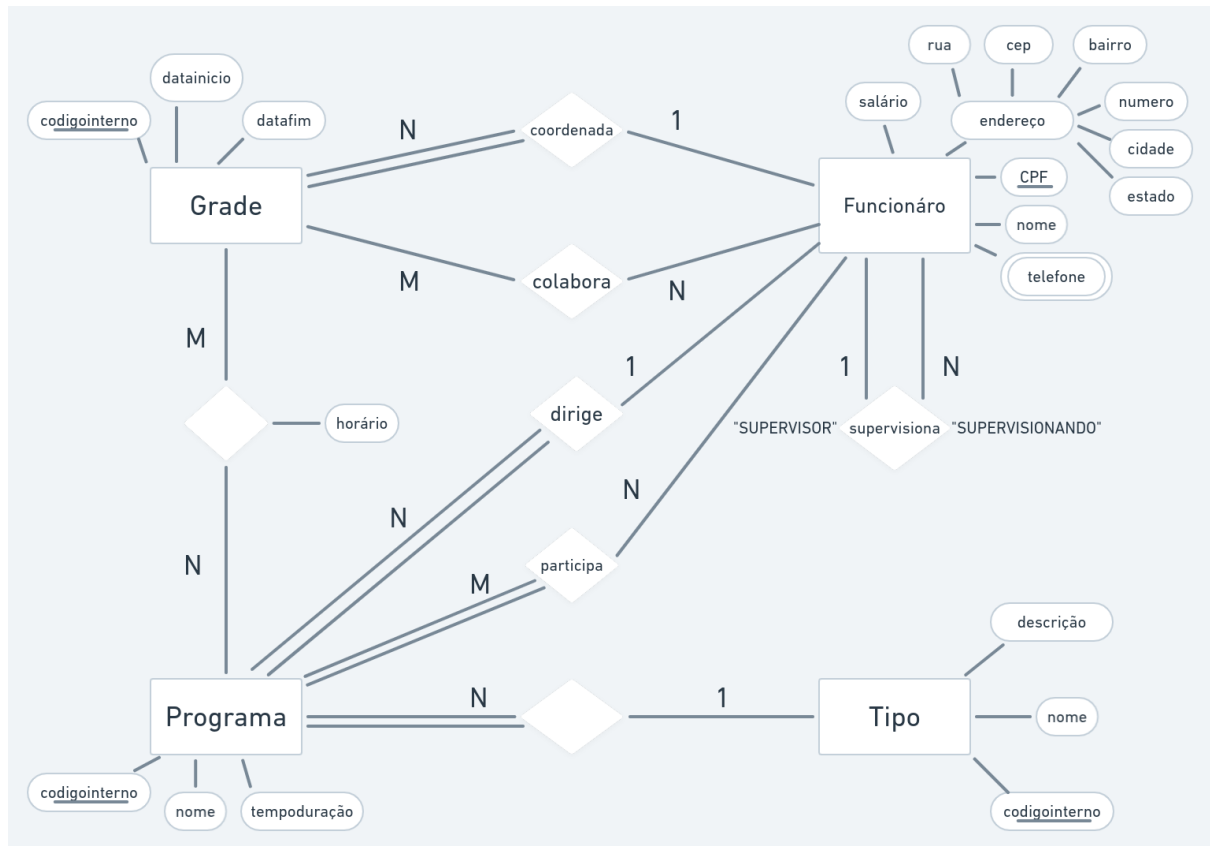 rua
cep
bairro
datainicio
salário
numero
codigointerno
datafim
N
coordenada
1
endereço
cidade
CPF
estado
Grade
Funcionáro
nome
telefone
M
colabora
N
M
1
1
N
horário
dirige
"SUPERVISOR"
supervisiona
"SUPERVISIONANDO"
N
N
N
participa
M
descrição
Programa
N
1
Tipo
nome
codigointerno
nome
tempoduração
codigointerno